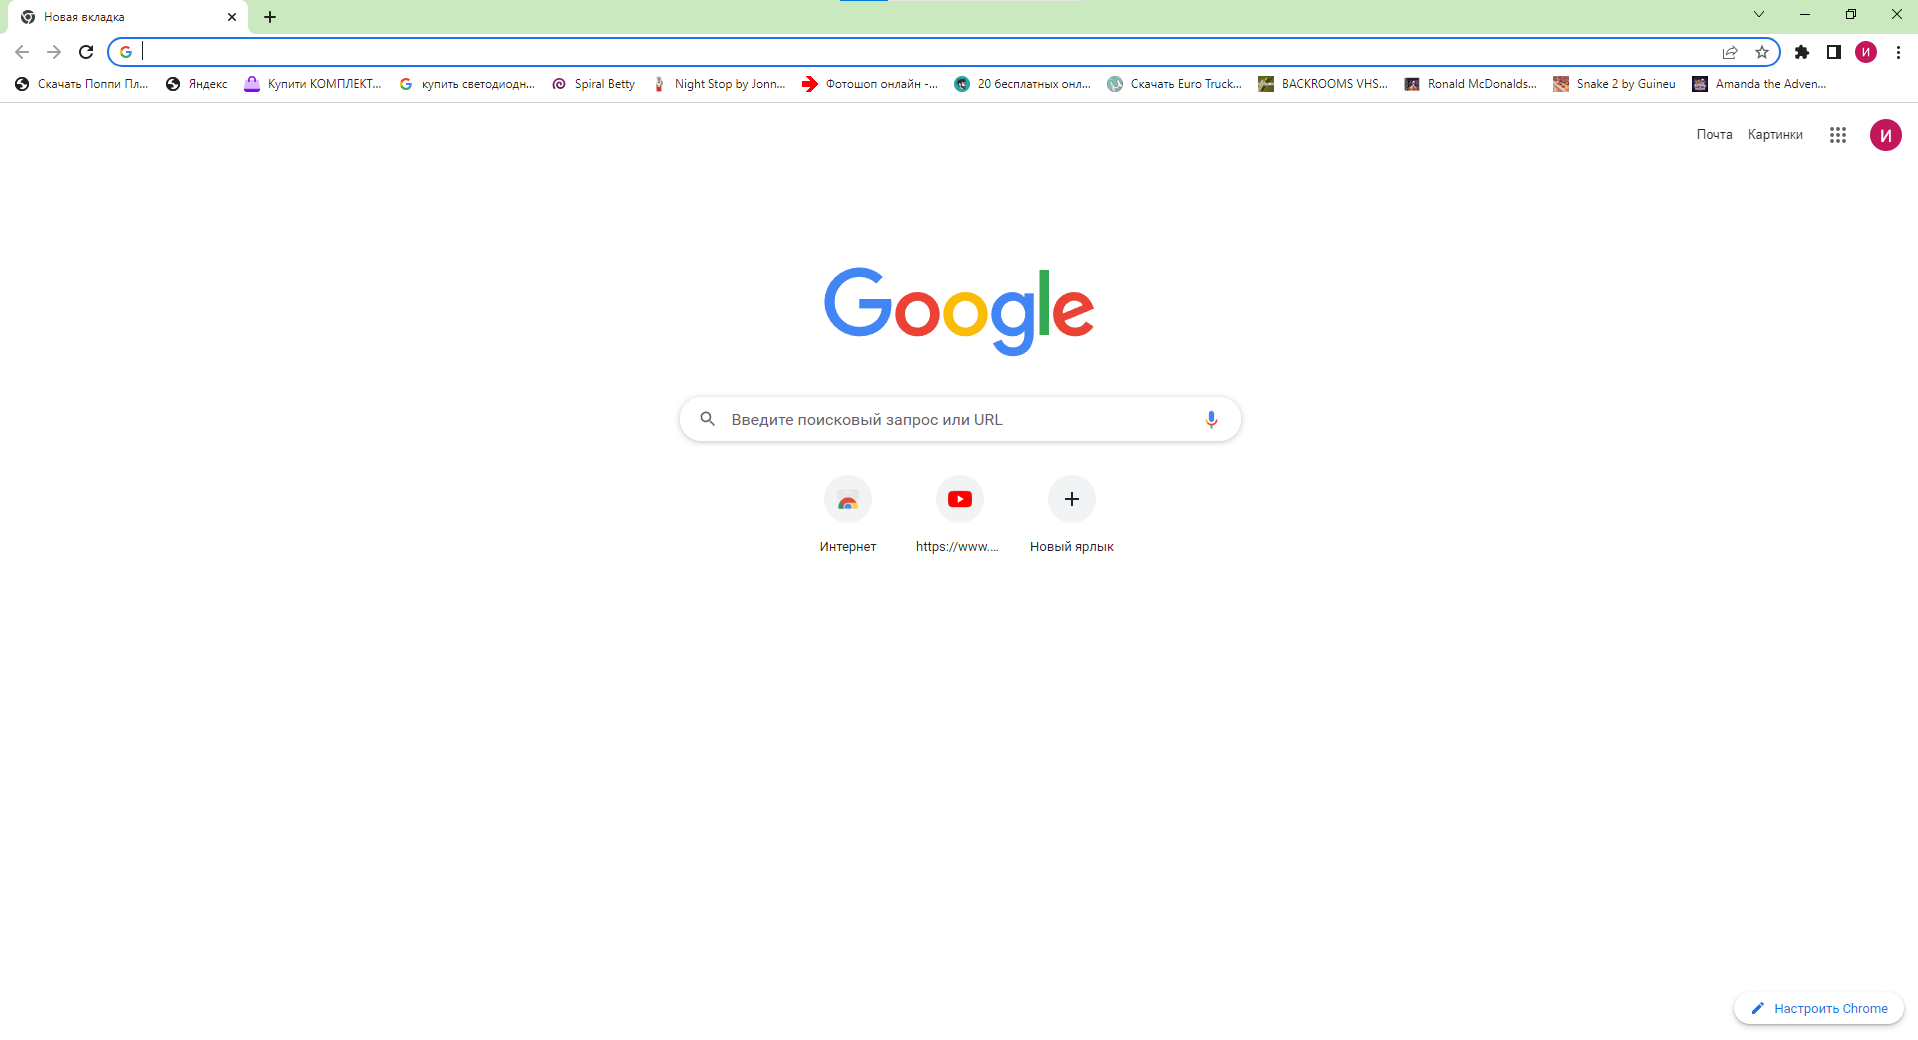 Новая вкладка
Скачать Поппи Пл... Яндекс Купити КОМПЛЕКТ... купить светодиодн... Spiral Betty Night Stop by Jonn... Фотошоп онлайн -... 20 бесплатных онл... Скачать Euro Truck... BACKROOMS VHS... Ronald McDonalds... Snake 2 by Guineu Amanda the Adven...
Почта Картинки И
Google
Введите поисковый запрос или URL
Интернет https://www.... Новый ярлык
Настроить Chrome